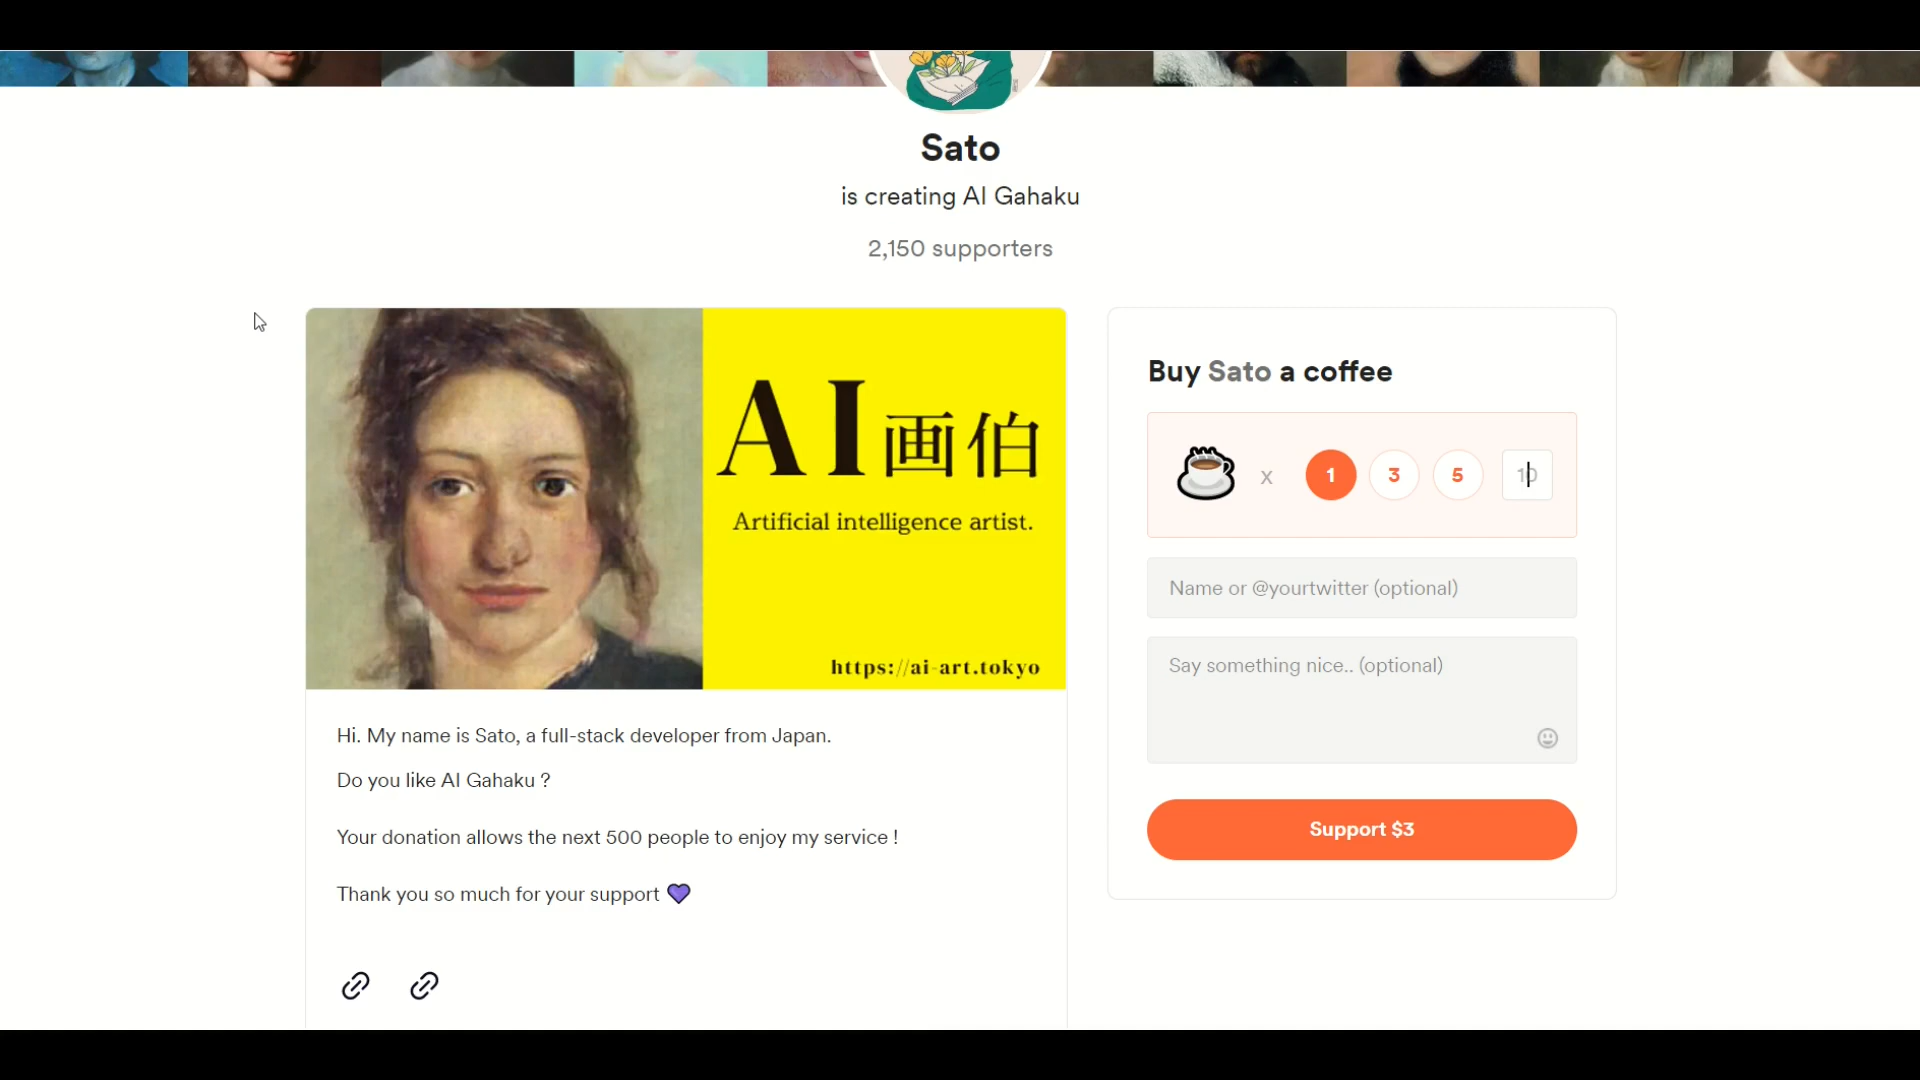 Sato
is creating AI Gahaku
2,150 supporters
AI画伯
Artificial intelligence artist.
https://ai-art.tokyo
Hi. My name is Sato, a full-stack developer from Japan.
Do you like AI Gahaku ?
Your donation allows the next 500 people to enjoy my service !
Thank you so much for your support 💜
Buy Sato a coffee
x 1 3 5 10
Name or @yourtwitter (optional)
Say something nice.. (optional)
Support $3